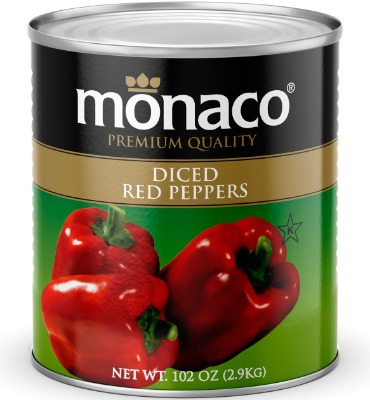 monaco®
PREMIUM QUALITY
DICED
RED PEPPERS
K
NET WT. 102 OZ (2.9KG)